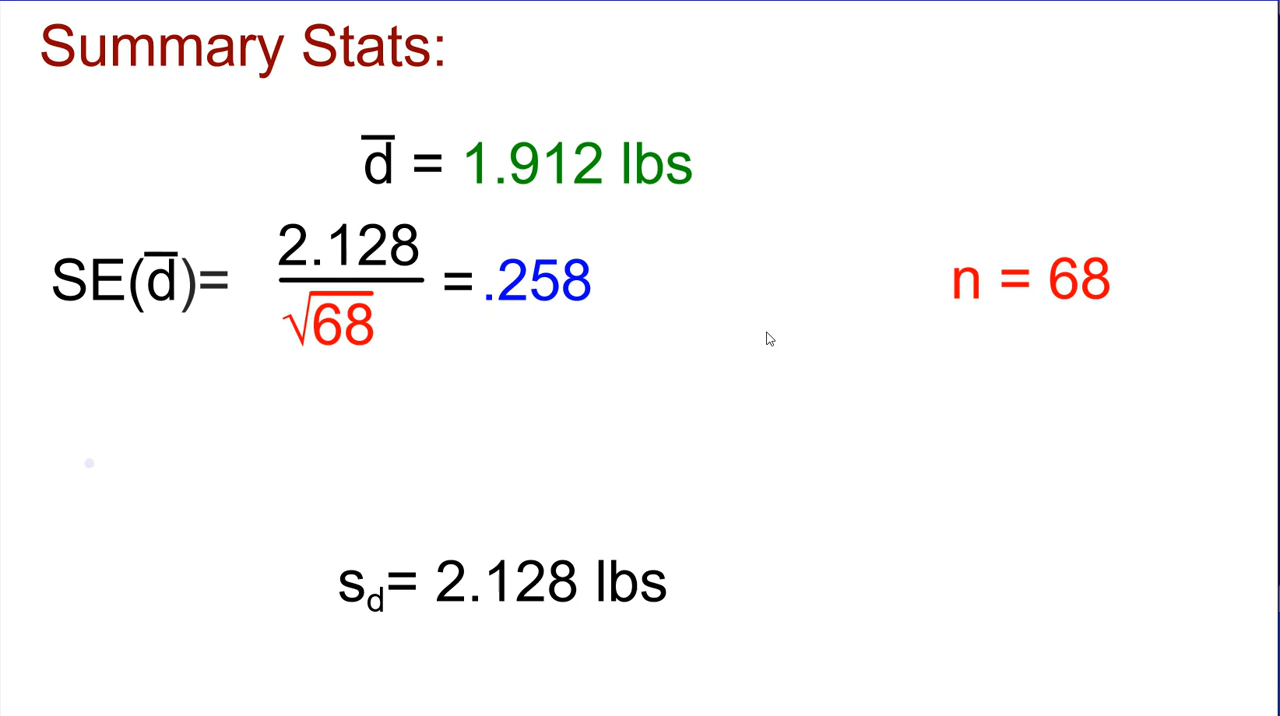 Summary Stats:
d̅ = 1.912 lbs
SE(d̅)= 2.128 / √68 = .258
n = 68
s_d= 2.128 lbs